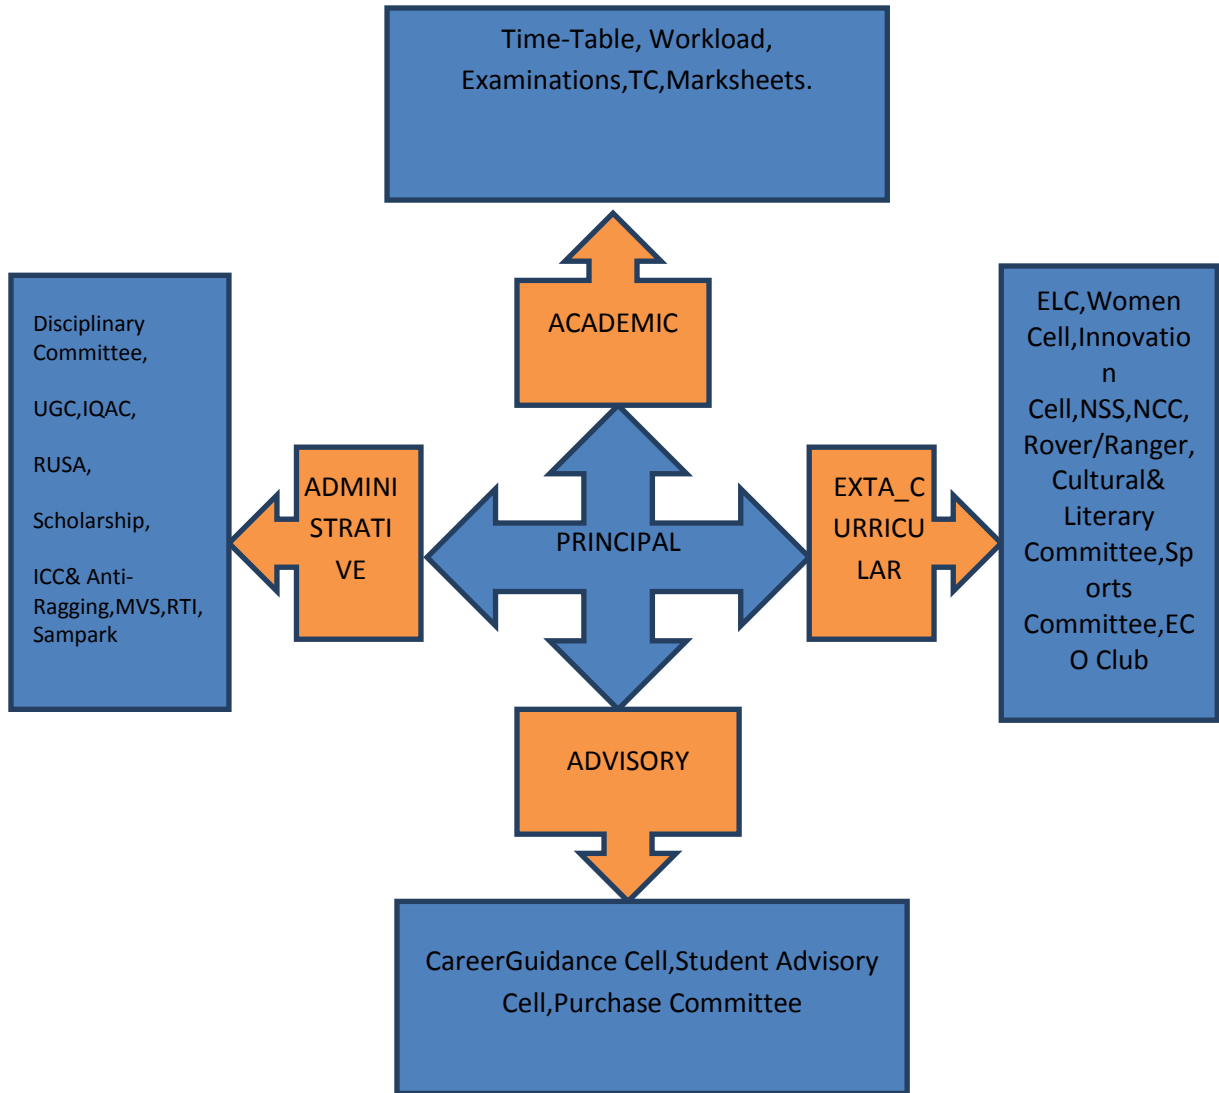 Time-Table, Workload,
Examinations,TC,Marksheets.
ACADEMIC
Disciplinary
Committee,
UGC,IQAC,
RUSA,
Scholarship,
ICC& Anti-
Ragging,MVS,RTI,
Sampark
ADMINI
STRATI
VE
PRINCIPAL
EXTA_C
URRICU
LAR
ELC,Women
Cell,Innovatio
n
Cell,NSS,NCC,
Rover/Ranger,
Cultural&
Literary
Committee,Sp
orts
Committee,EC
O Club
ADVISORY
CareerGuidance Cell,Student Advisory
Cell,Purchase Committee